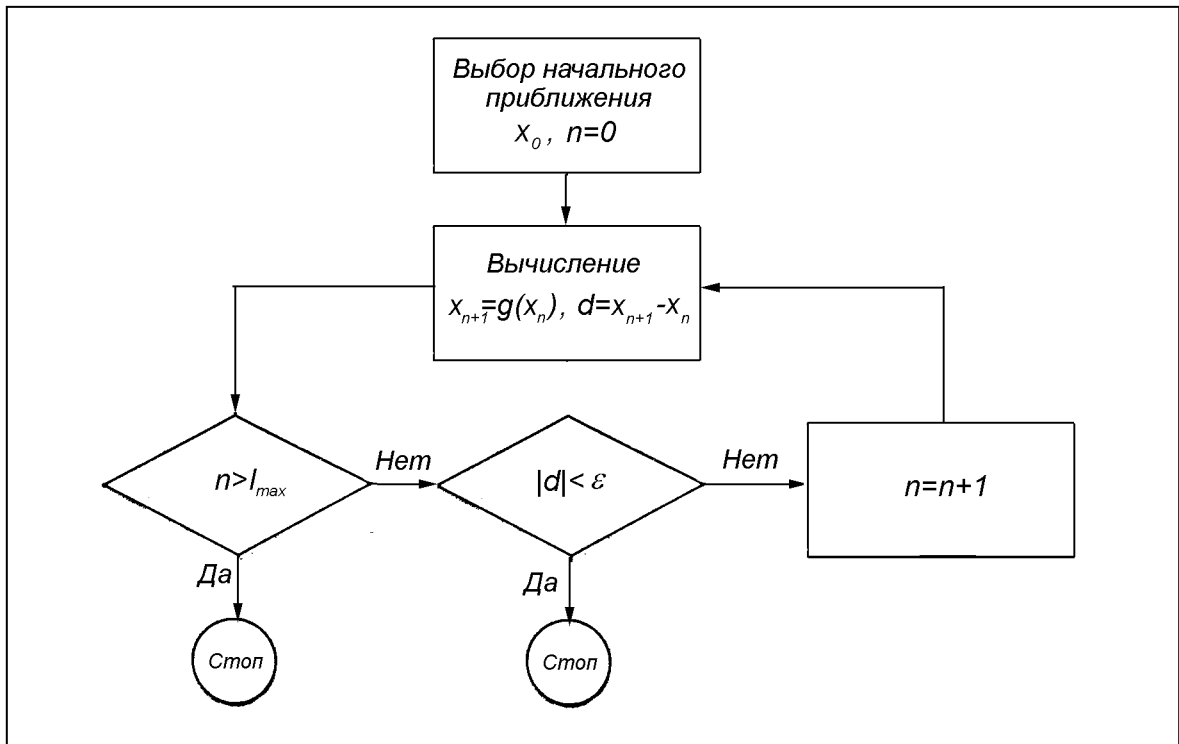 Выбор начального
приближения
x₀, n=0
Вычисление
xₙ₊₁=g(xₙ), d=xₙ₊₁-xₙ
n>Iₘₐₓ
Нет
|d|< ε
Нет
n=n+1
Да
Да
Стоп
Стоп